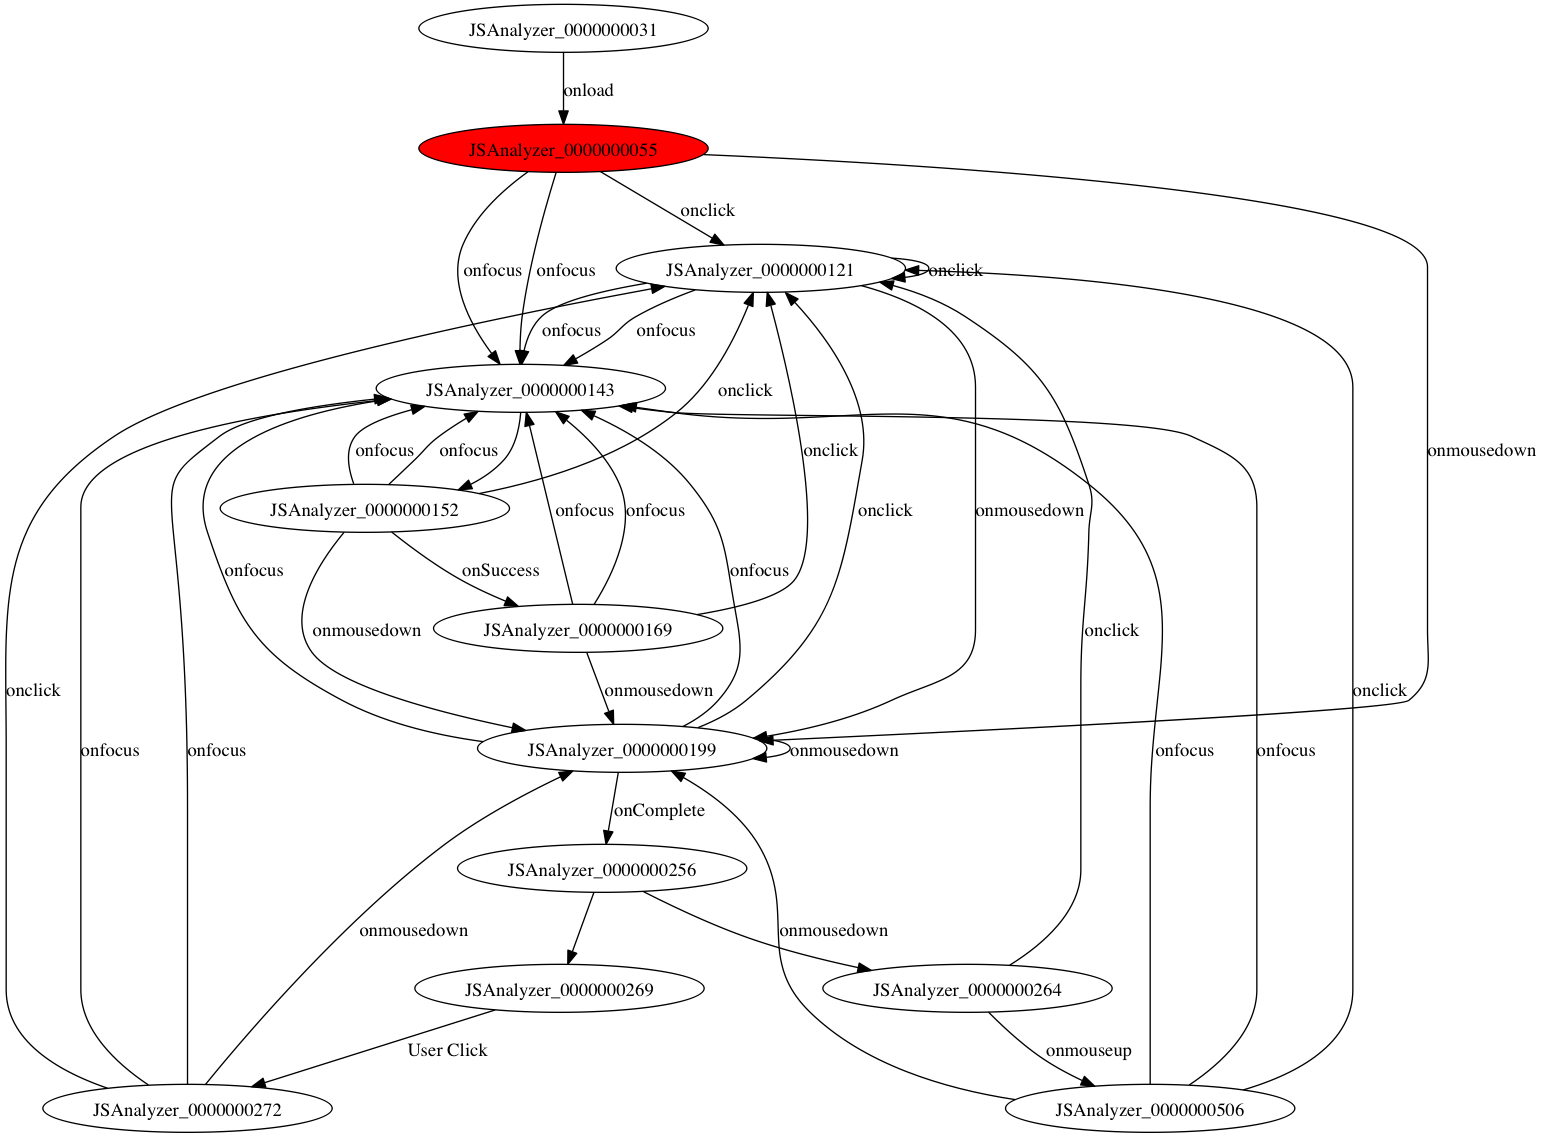 JSAnalyzer_0000000031
onload
JSAnalyzer_0000000055
onclick
onfocus
onfocus
JSAnalyzer_0000000121
onclick
onfocus
onfocus
JSAnalyzer_0000000143
onclick
onfocus
onfocus
onclick
onmousedown
JSAnalyzer_0000000152
onfocus
onfocus
onclick
onmousedown
onfocus
onSuccess
onfocus
onmousedown
JSAnalyzer_0000000169
onclick
onclick
onmousedown
onclick
onfocus
onfocus
JSAnalyzer_0000000199
onmousedown
onfocus
onfocus
onComplete
JSAnalyzer_0000000256
onmousedown
onmousedown
JSAnalyzer_0000000269
JSAnalyzer_0000000264
User Click
onmouseup
JSAnalyzer_0000000272
JSAnalyzer_0000000506